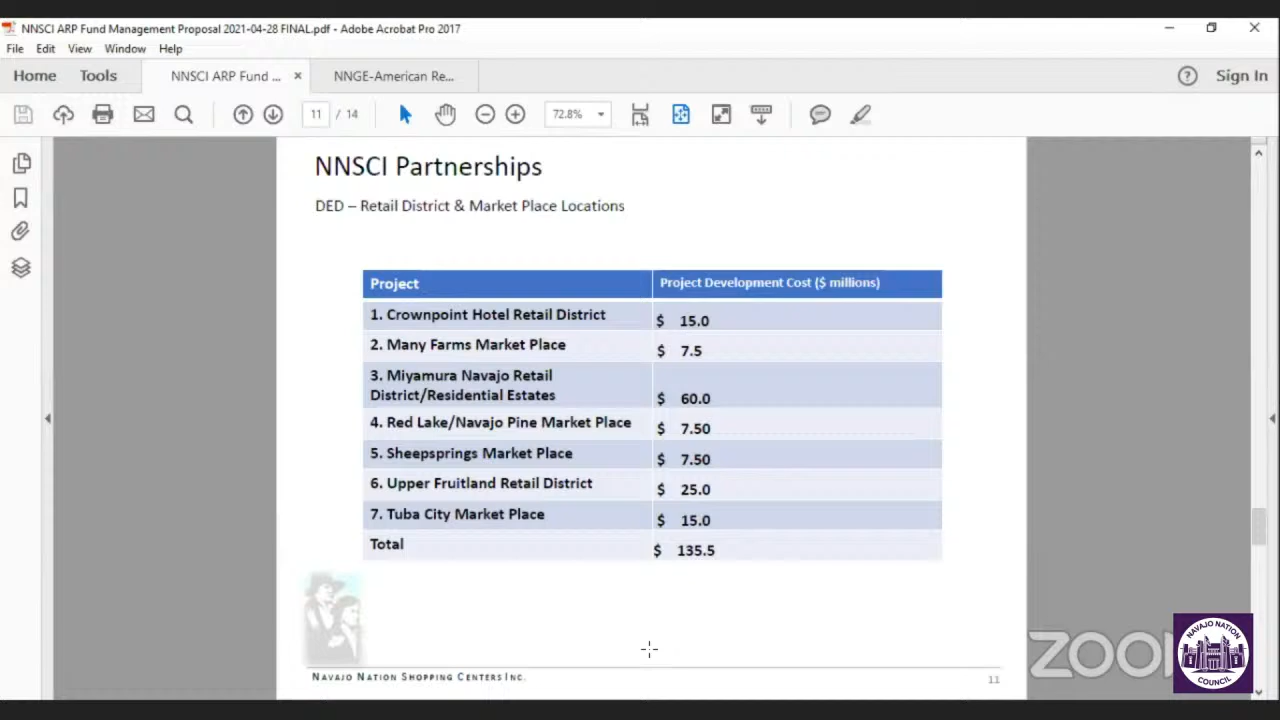 NNSCI ARP Fund Management Proposal 2021-04-28 FINAL.pdf - Adobe Acrobat Pro 2017
File Edit View Window Help
Home Tools NNSCI ARP Fund ... × NNGE-American Re... ? Sign In
11 / 14 72.8%
NNSCI Partnerships
DED – Retail District & Market Place Locations
Project Project Development Cost ($ millions)
1. Crownpoint Hotel Retail District $ 15.0
2. Many Farms Market Place $ 7.5
3. Miyamura Navajo Retail
District/Residential Estates $ 60.0
4. Red Lake/Navajo Pine Market Place $ 7.50
5. Sheepsprings Market Place $ 7.50
6. Upper Fruitland Retail District $ 25.0
7. Tuba City Market Place $ 15.0
Total $ 135.5
NAVAJO NATION SHOPPING CENTERS INC.
11
ZOO
NAVAJO NATION
COUNCIL